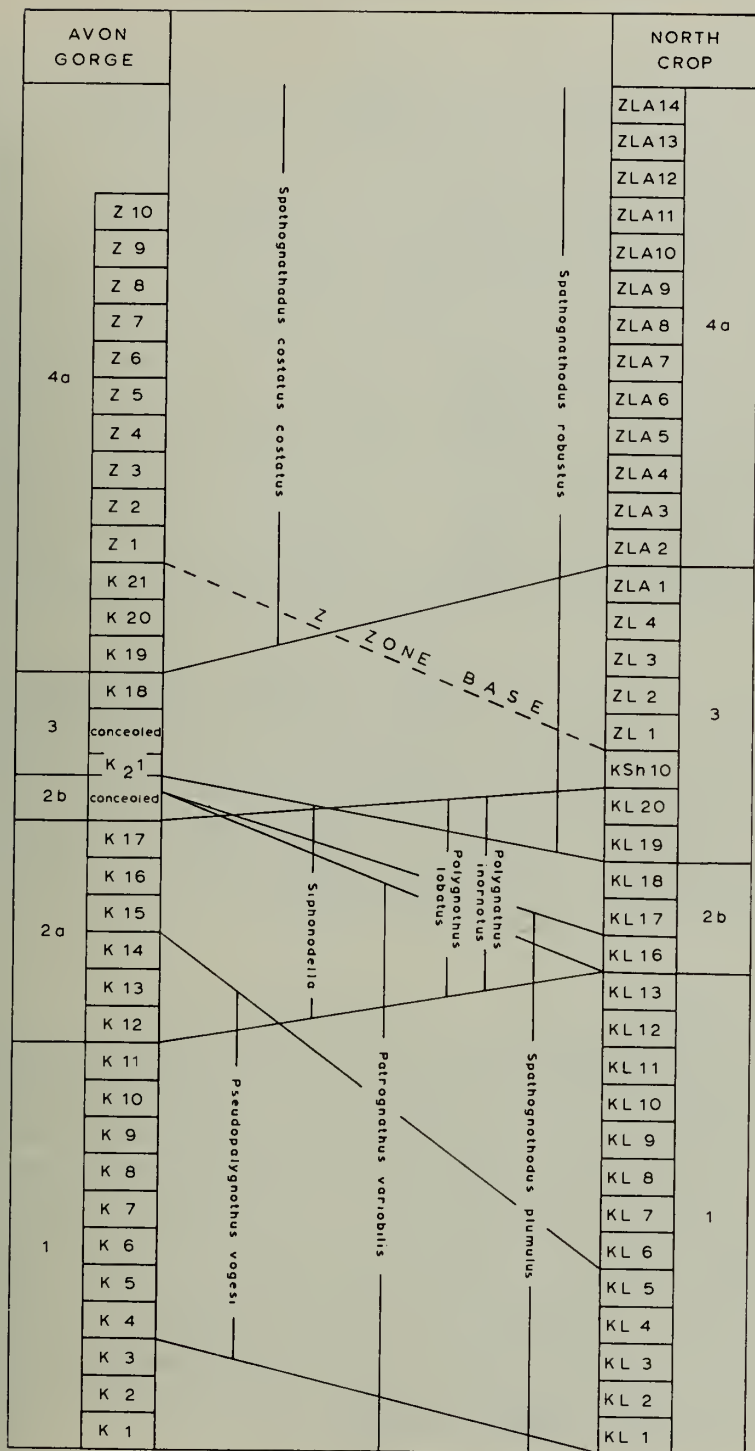 AVON
GORGE
NORTH
CROP
4a
3
2b
2a
1
Z 10
Z 9
Z 8
Z 7
Z 6
Z 5
Z 4
Z 3
Z 2
Z 1
K 21
K 20
K 19
K 18
concealed
K 2 1
concealed
K 17
K 16
K 15
K 14
K 13
K 12
K 11
K 10
K 9
K 8
K 7
K 6
K 5
K 4
K 3
K 2
K 1
Spathognathadus costatus costatus
Spathognathodus robustus
Z ZONE BASE
Siphonodella
Polygnathus
lobatus
Polygnathus
inornatus
Pseudopalygnathus vogesi
Patrognathus variabilis
Spathognathodus plumulus
ZLA 14
ZLA 13
ZLA 12
ZLA 11
ZLA 10
ZLA 9
ZLA 8
ZLA 7
ZLA 6
ZLA 5
ZLA 4
ZLA 3
ZLA 2
ZLA 1
ZL 4
ZL 3
ZL 2
ZL 1
KSh 10
KL 20
KL 19
KL 18
KL 17
KL 16
KL 13
KL 12
KL 11
KL 10
KL 9
KL 8
KL 7
KL 6
KL 5
KL 4
KL 3
KL 2
KL 1
4a
3
2b
1